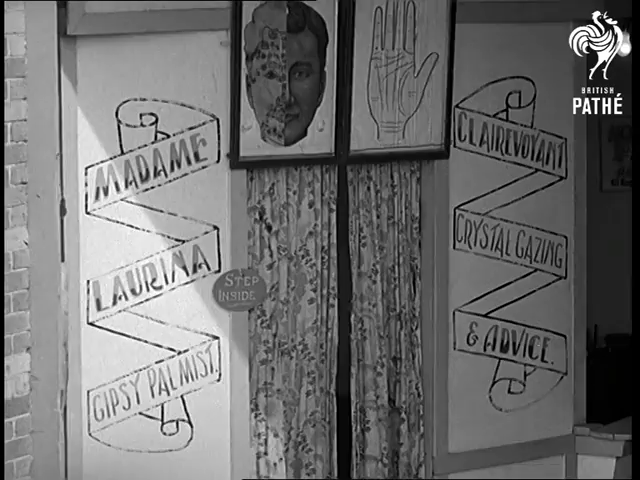 MADAME
LAURINA
GIPSY PALMIST.
STEP
INSIDE
CLAIREVOYANT
CRYSTAL GAZING
& ADVICE.
BRITISH
PATHÉ